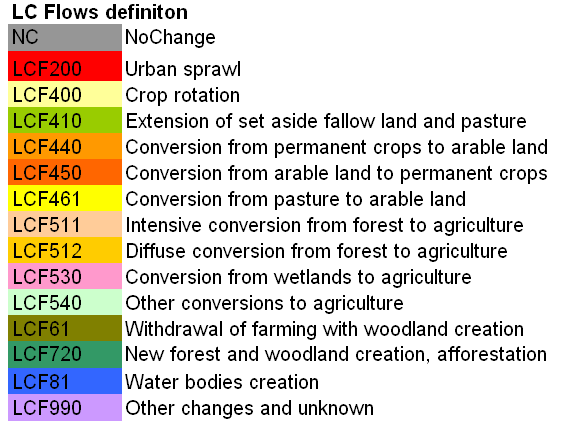 LC Flows definiton
NC NoChange
LCF200 Urban sprawl
LCF400 Crop rotation
LCF410 Extension of set aside fallow land and pasture
LCF440 Conversion from permanent crops to arable land
LCF450 Conversion from arable land to permanent crops
LCF461 Conversion from pasture to arable land
LCF511 Intensive conversion from forest to agriculture
LCF512 Diffuse conversion from forest to agriculture
LCF530 Conversion from wetlands to agriculture
LCF540 Other conversions to agriculture
LCF61 Withdrawal of farming with woodland creation
LCF720 New forest and woodland creation, afforestation
LCF81 Water bodies creation
LCF990 Other changes and unknown